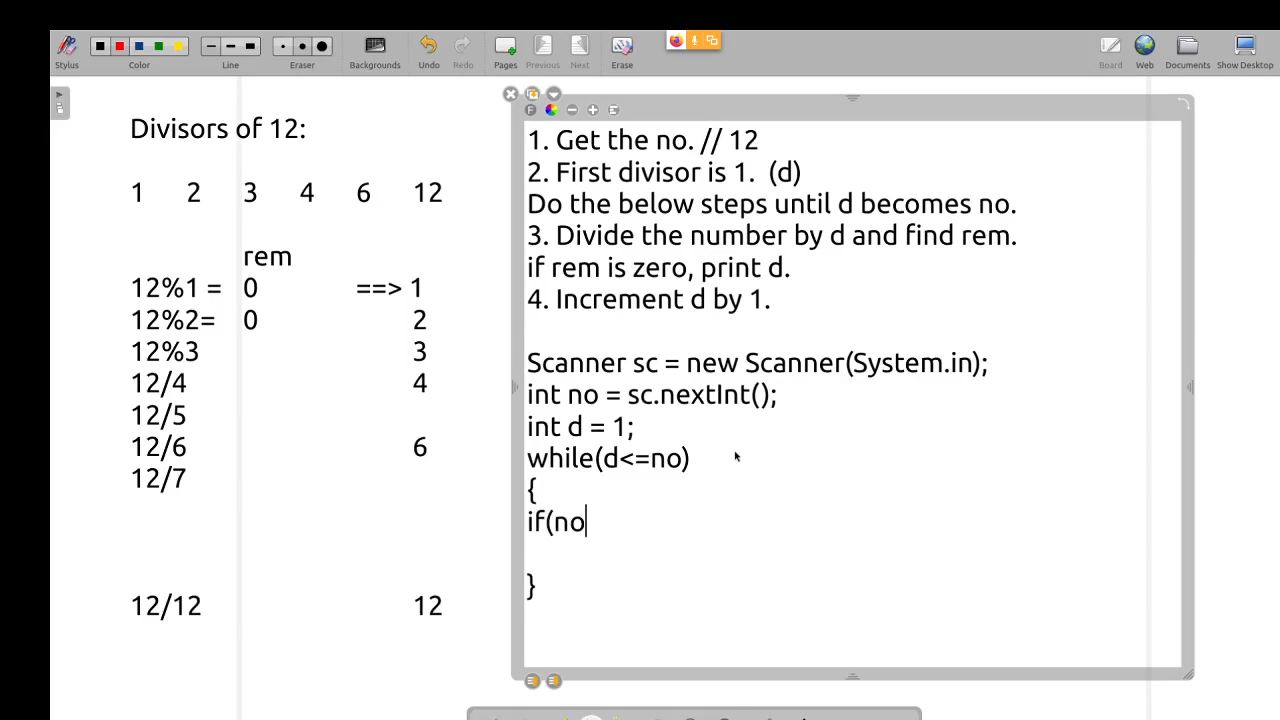 Stylus
Color
Line
Eraser
Backgrounds
Undo
Redo
Pages
Previous
Next
Erase
Board
Web
Documents
Show Desktop
Divisors of 12:
1 2 3 4 6 12
rem
12%1 = 0 ==> 1
12%2= 0 2
12%3 3
12/4 4
12/5
12/6 6
12/7
12/12 12
F
1. Get the no. // 12
2. First divisor is 1. (d)
Do the below steps until d becomes no.
3. Divide the number by d and find rem.
if rem is zero, print d.
4. Increment d by 1.
Scanner sc = new Scanner(System.in);
int no = sc.nextInt();
int d = 1;
while(d<=no)
{
if(no
}